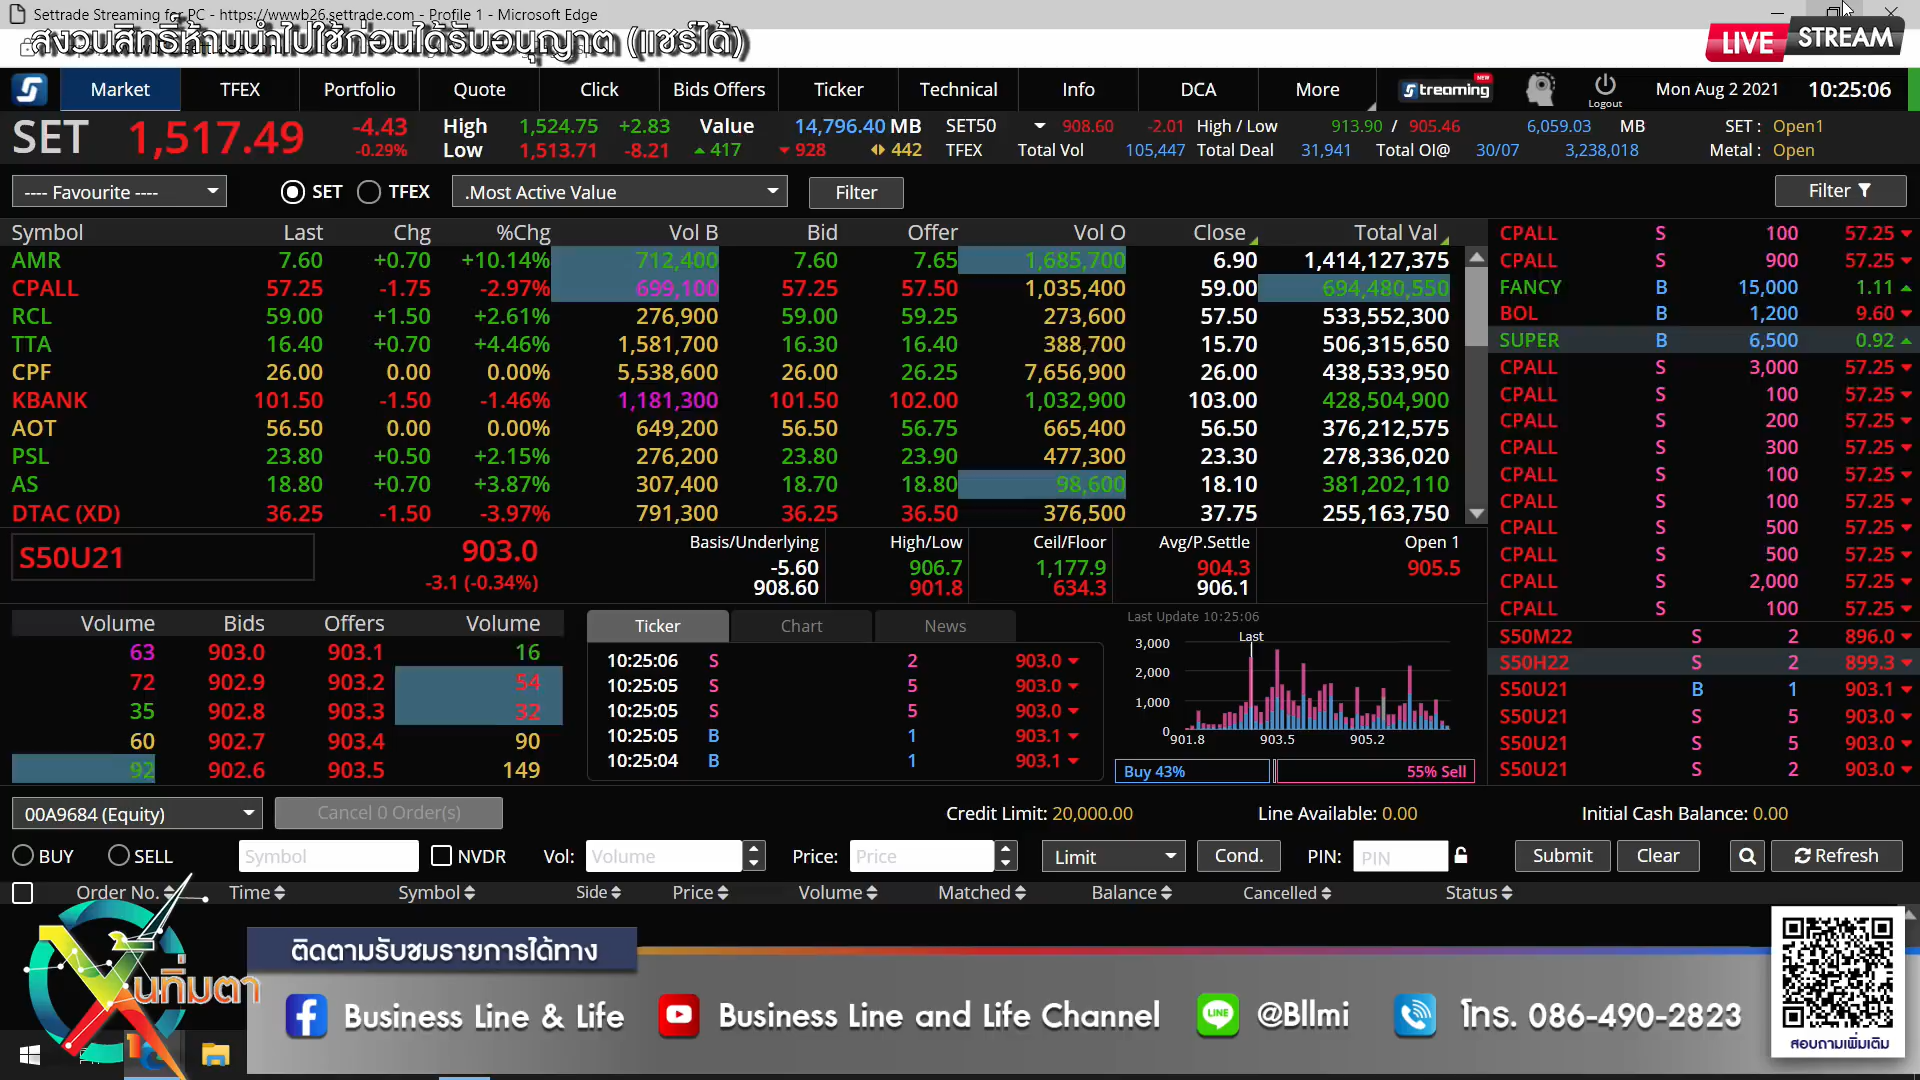 Settrade Streaming for PC - https://wwwb26.settrade.com - Profile 1 - Microsoft Edge
สงวนสิทธิ์ห้ามนำไปใช้ก่อนได้รับอนุญาต (แชร์ได้)
LIVE STREAM
Market TFEX Portfolio Quote Click Bids Offers Ticker Technical Info DCA More Streaming NEW Logout Mon Aug 2 2021 10:25:06
SET 1,517.49 -4.43 High 1,524.75 +2.83 Value 14,796.40 MB SET50 908.60 -2.01 High / Low 913.90 / 905.46 6,059.03 MB SET : Open1
-0.29% Low 1,513.71 -8.21 417 928 442 TFEX Total Vol 105,447 Total Deal 31,941 Total OI@ 30/07 3,238,018 Metal : Open
---- Favourite ---- SET TFEX .Most Active Value Filter Filter
Symbol Last Chg %Chg Vol B Bid Offer Vol O Close Total Val
AMR 7.60 +0.70 +10.14% 712,400 7.60 7.65 1,685,700 6.90 1,414,127,375
CPALL 57.25 -1.75 -2.97% 699,100 57.25 57.50 1,035,400 59.00 694,480,550
RCL 59.00 +1.50 +2.61% 276,900 59.00 59.25 273,600 57.50 533,552,300
TTA 16.40 +0.70 +4.46% 1,581,700 16.30 16.40 388,700 15.70 506,315,650
CPF 26.00 0.00 0.00% 5,538,600 26.00 26.25 7,656,900 26.00 438,533,950
KBANK 101.50 -1.50 -1.46% 1,181,300 101.50 102.00 1,032,900 103.00 428,504,900
AOT 56.50 0.00 0.00% 649,200 56.50 56.75 665,400 56.50 376,212,575
PSL 23.80 +0.50 +2.15% 276,200 23.80 23.90 477,300 23.30 278,336,020
AS 18.80 +0.70 +3.87% 307,400 18.70 18.80 98,600 18.10 381,202,110
DTAC (XD) 36.25 -1.50 -3.97% 791,300 36.25 36.50 376,500 37.75 255,163,750
CPALL S 100 57.25
CPALL S 900 57.25
FANCY B 15,000 1.11
BOL B 1,200 9.60
SUPER B 6,500 0.92
CPALL S 3,000 57.25
CPALL S 100 57.25
CPALL S 200 57.25
CPALL S 300 57.25
CPALL S 100 57.25
CPALL S 100 57.25
CPALL S 500 57.25
CPALL S 500 57.25
CPALL S 2,000 57.25
CPALL S 100 57.25
S50M22 S 2 896.0
S50H22 S 2 899.3
S50U21 B 1 903.1
S50U21 S 5 903.0
S50U21 S 5 903.0
S50U21 S 2 903.0
S50U21 903.0 Basis/Underlying High/Low Ceil/Floor Avg/P.Settle Open 1
-5.60 906.7 1,177.9 904.3 905.5
-3.1 (-0.34%) 908.60 901.8 634.3 906.1
Volume Bids Offers Volume
63 903.0 903.1 16
72 902.9 903.2 54
35 902.8 903.3 32
60 902.7 903.4 90
92 902.6 903.5 149
Ticker Chart News
10:25:06 S 2 903.0
10:25:05 S 5 903.0
10:25:05 S 5 903.0
10:25:05 B 1 903.1
10:25:04 B 1 903.1
Last Update 10:25:06
Last
3,000
2,000
1,000
0
901.8 903.5 905.2
Buy 43% 55% Sell
00A9684 (Equity) Cancel 0 Order(s) Credit Limit: 20,000.00 Line Available: 0.00 Initial Cash Balance: 0.00
BUY SELL Symbol NVDR Vol: Volume Price: Price Limit Cond. PIN: PIN Submit Clear Refresh
Order No. Time Symbol Side Price Volume Matched Balance Cancelled Status
ติดตามรับชมรายการได้ทาง
Xนทิมตา
Business Line & Life Business Line and Life Channel LINE @Bllmi โทร. 086-490-2823
สอบถามเพิ่มเติม